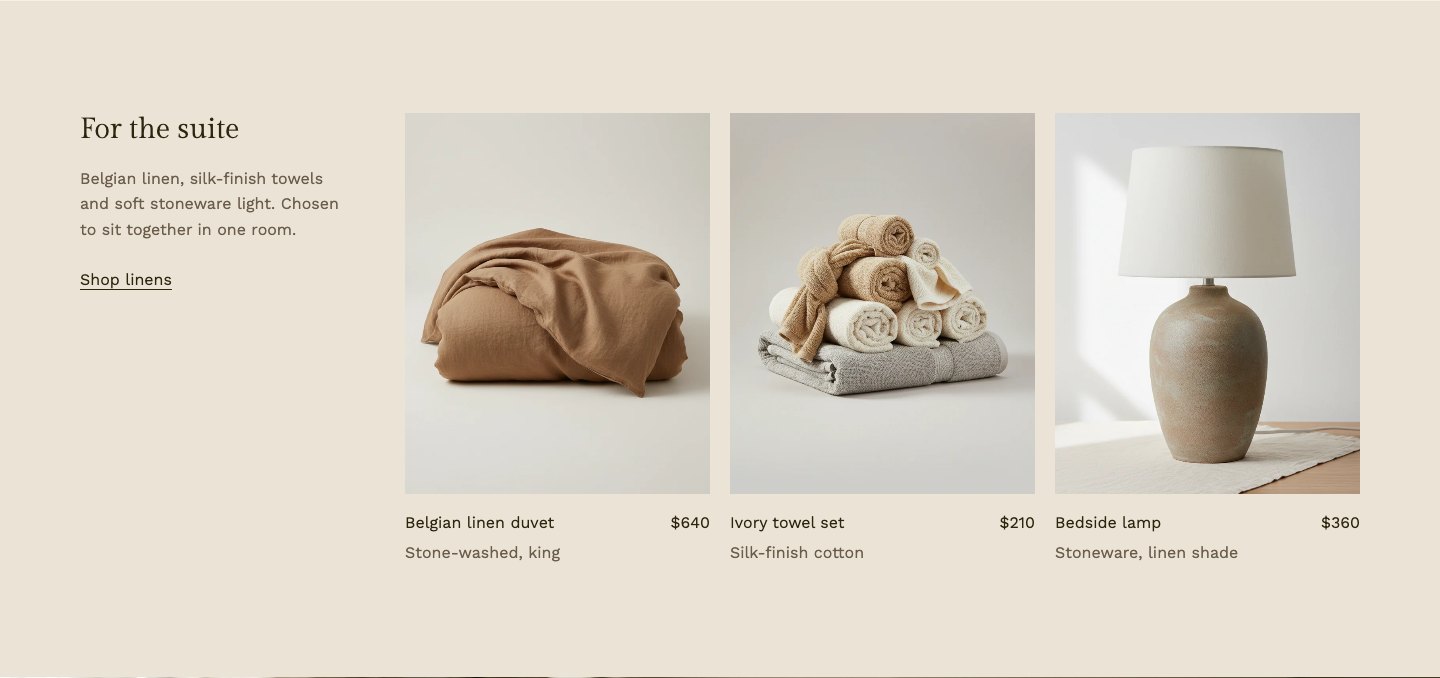 For the suite
Belgian linen, silk-finish towels
and soft stoneware light. Chosen
to sit together in one room.
Shop linens
Belgian linen duvet $640
Stone-washed, king
Ivory towel set $210
Silk-finish cotton
Bedside lamp $360
Stoneware, linen shade